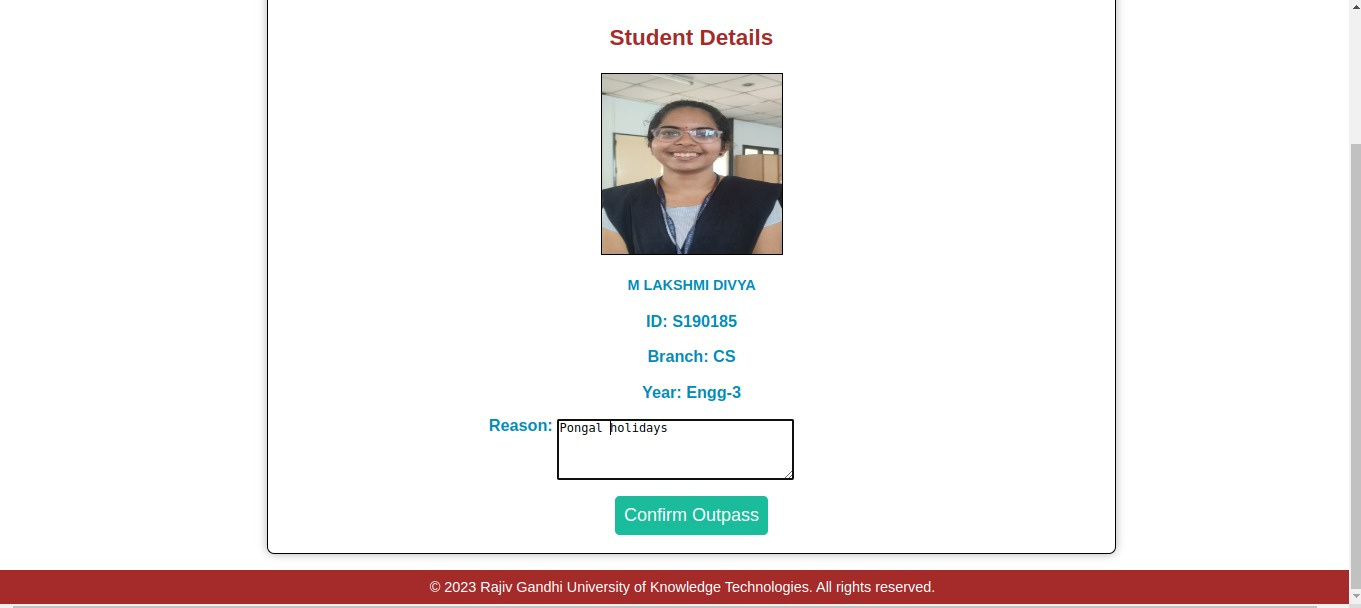 Student Details
M LAKSHMI DIVYA
ID: S190185
Branch: CS
Year: Engg-3
Reason: Pongal holidays
Confirm Outpass
© 2023 Rajiv Gandhi University of Knowledge Technologies. All rights reserved.